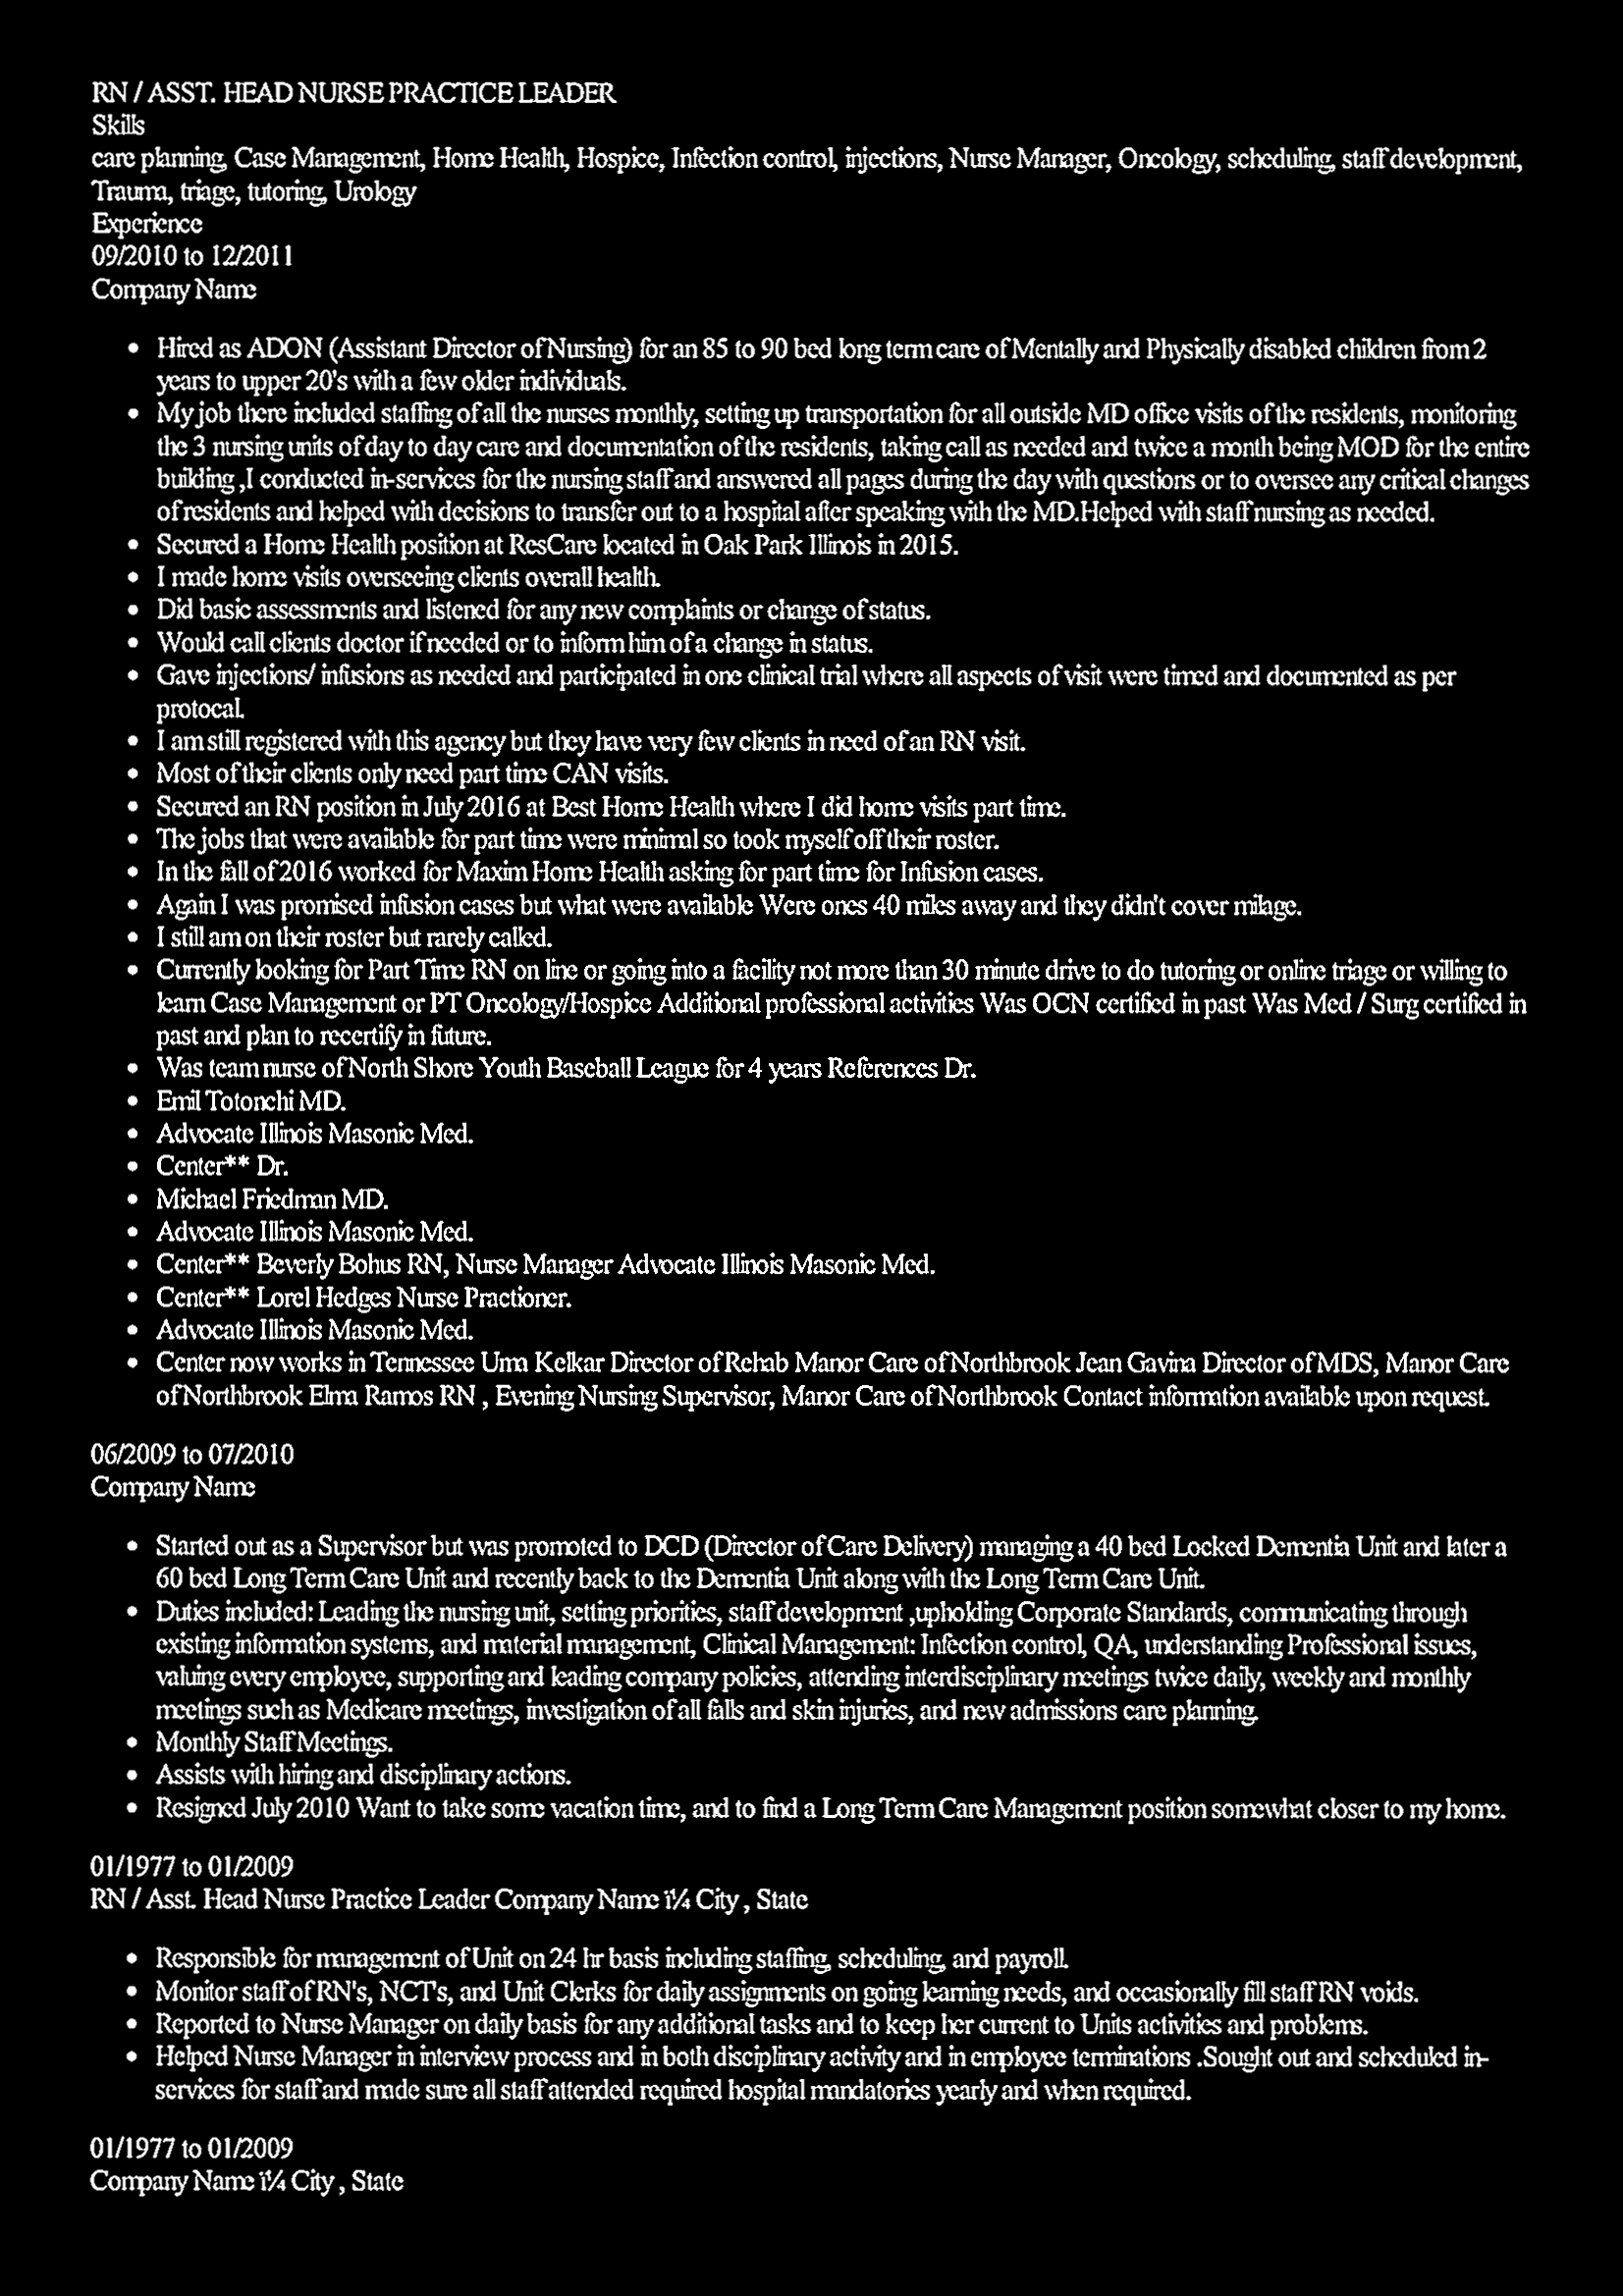 RN / ASST. HEAD NURSE PRACTICE LEADER
Skills
care planning, Case Management, Home Health, Hospice, Infection control, injections, Nurse Manager, Oncology, scheduling, staff development,
Trauma, triage, tutoring, Urology
Experience
09/2010 to 12/2011
Company Name
• Hired as ADON (Assistant Director of Nursing) for an 85 to 90 bed long term care of Mentally and Physically disabled children from 2
years to upper 20's with a few older individuals.
• My job there included staffing of all the nurses monthly, setting up transportation for all outside MD office visits of the residents, monitoring
the 3 nursing units of day to day care and documentation of the residents, taking call as needed and twice a month being MOD for the entire
building ,I conducted in-services for the nursing staff and answered all pages during the day with questions or to oversee any critical changes
of residents and helped with decisions to transfer out to a hospital after speaking with the MD.Helped with staff nursing as needed.
• Secured a Home Health position at ResCare located in Oak Park Illinois in 2015.
• I made home visits overseeing clients overall health.
• Did basic assessments and listened for any new complaints or change of status.
• Would call clients doctor if needed or to inform him of a change in status.
• Gave injections/ infusions as needed and participated in one clinical trial where all aspects of visit were timed and documented as per
protocal.
• I am still registered with this agency but they have very few clients in need of an RN visit.
• Most of their clients only need part time CAN visits.
• Secured an RN position in July 2016 at Best Home Health where I did home visits part time.
• The jobs that were available for part time were minimal so took myself off their roster.
• In the fall of 2016 worked for Maxim Home Health asking for part time for Infusion cases.
• Again I was promised infusion cases but what were available Were ones 40 miles away and they didn't cover milage.
• I still am on their roster but rarely called.
• Currently looking for Part Time RN on line or going into a facility not more than 30 minute drive to do tutoring or online triage or willing to
learn Case Management or PT Oncology/Hospice Additional professional activities Was OCN certified in past Was Med / Surg certified in
past and plan to recertify in future.
• Was team nurse of North Shore Youth Baseball League for 4 years References Dr.
• Emil Totonchi MD.
• Advocate Illinois Masonic Med.
• Center** Dr.
• Michael Friedman MD.
• Advocate Illinois Masonic Med.
• Center** Beverly Bohus RN, Nurse Manager Advocate Illinois Masonic Med.
• Center** Lorel Hedges Nurse Practioner.
• Advocate Illinois Masonic Med.
• Center now works in Tennessee Uma Kelkar Director of Rehab Manor Care of Northbrook Jean Gavina Director of MDS, Manor Care
of Northbrook Elma Ramos RN , Evening Nursing Supervisor, Manor Care of Northbrook Contact information available upon request.
06/2009 to 07/2010
Company Name
• Started out as a Supervisor but was promoted to DCD (Director of Care Delivery) managing a 40 bed Locked Dementia Unit and later a
60 bed Long Term Care Unit and recently back to the Dementia Unit along with the Long Term Care Unit.
• Duties included: Leading the nursing unit, setting priorities, staff development ,upholding Corporate Standards, communicating through
existing information systems, and material management, Clinical Management: Infection control, QA, understanding Professional issues,
valuing every employee, supporting and leading company policies, attending interdisciplinary meetings twice daily, weekly and monthly
meetings such as Medicare meetings, investigation of all falls and skin injuries, and new admissions care planning.
• Monthly Staff Meetings.
• Assists with hiring and disciplinary actions.
• Resigned July 2010 Want to take some vacation time, and to find a Long Term Care Management position somewhat closer to my home.
01/1977 to 01/2009
RN / Asst. Head Nurse Practice Leader Company Name ï¼ City , State
• Responsible for management of Unit on 24 hr basis including staffing, scheduling, and payroll.
• Monitor staff of RN's, NCT's, and Unit Clerks for daily assignments on going learning needs, and occasionally fill staff RN voids.
• Reported to Nurse Manager on daily basis for any additional tasks and to keep her current to Units activities and problems.
• Helped Nurse Manager in interview process and in both disciplinary activity and in employee terminations .Sought out and scheduled in-
services for staff and made sure all staff attended required hospital mandatories yearly and when required.
01/1977 to 01/2009
Company Name ï¼ City , State